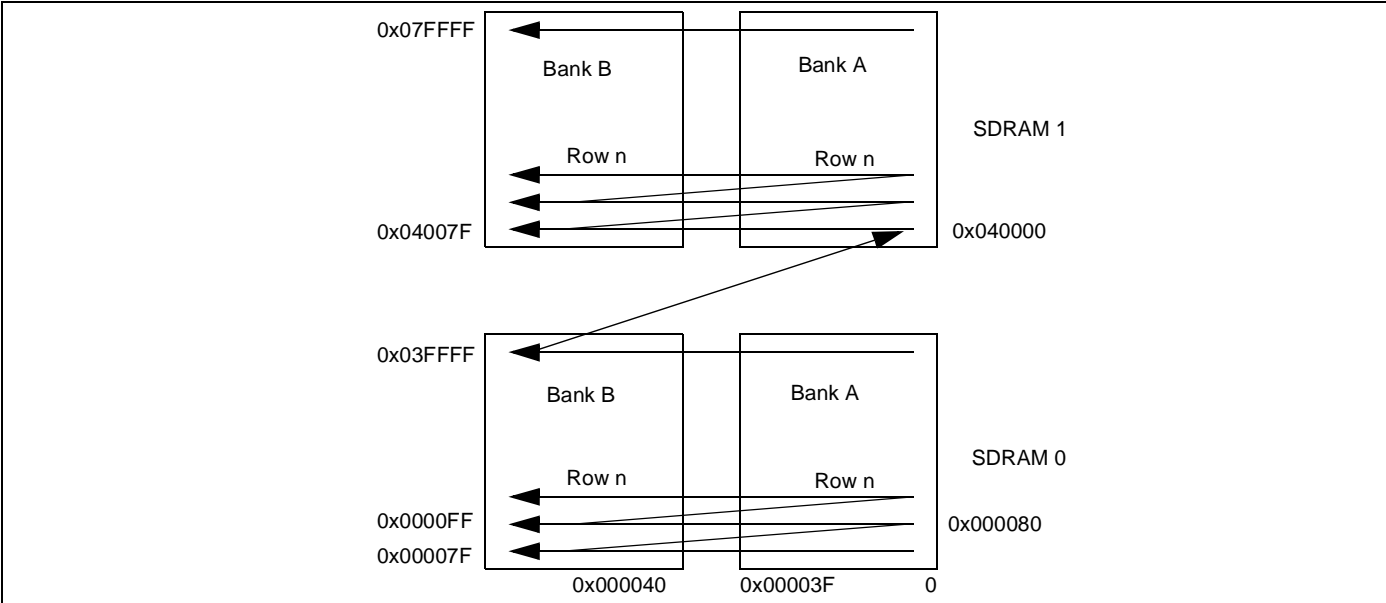 0x07FFFF
Bank B
Bank A
SDRAM 1
Row n
Row n
0x04007F
0x040000
0x03FFFF
Bank B
Bank A
SDRAM 0
Row n
Row n
0x0000FF
0x000080
0x00007F
0x000040
0x00003F
0